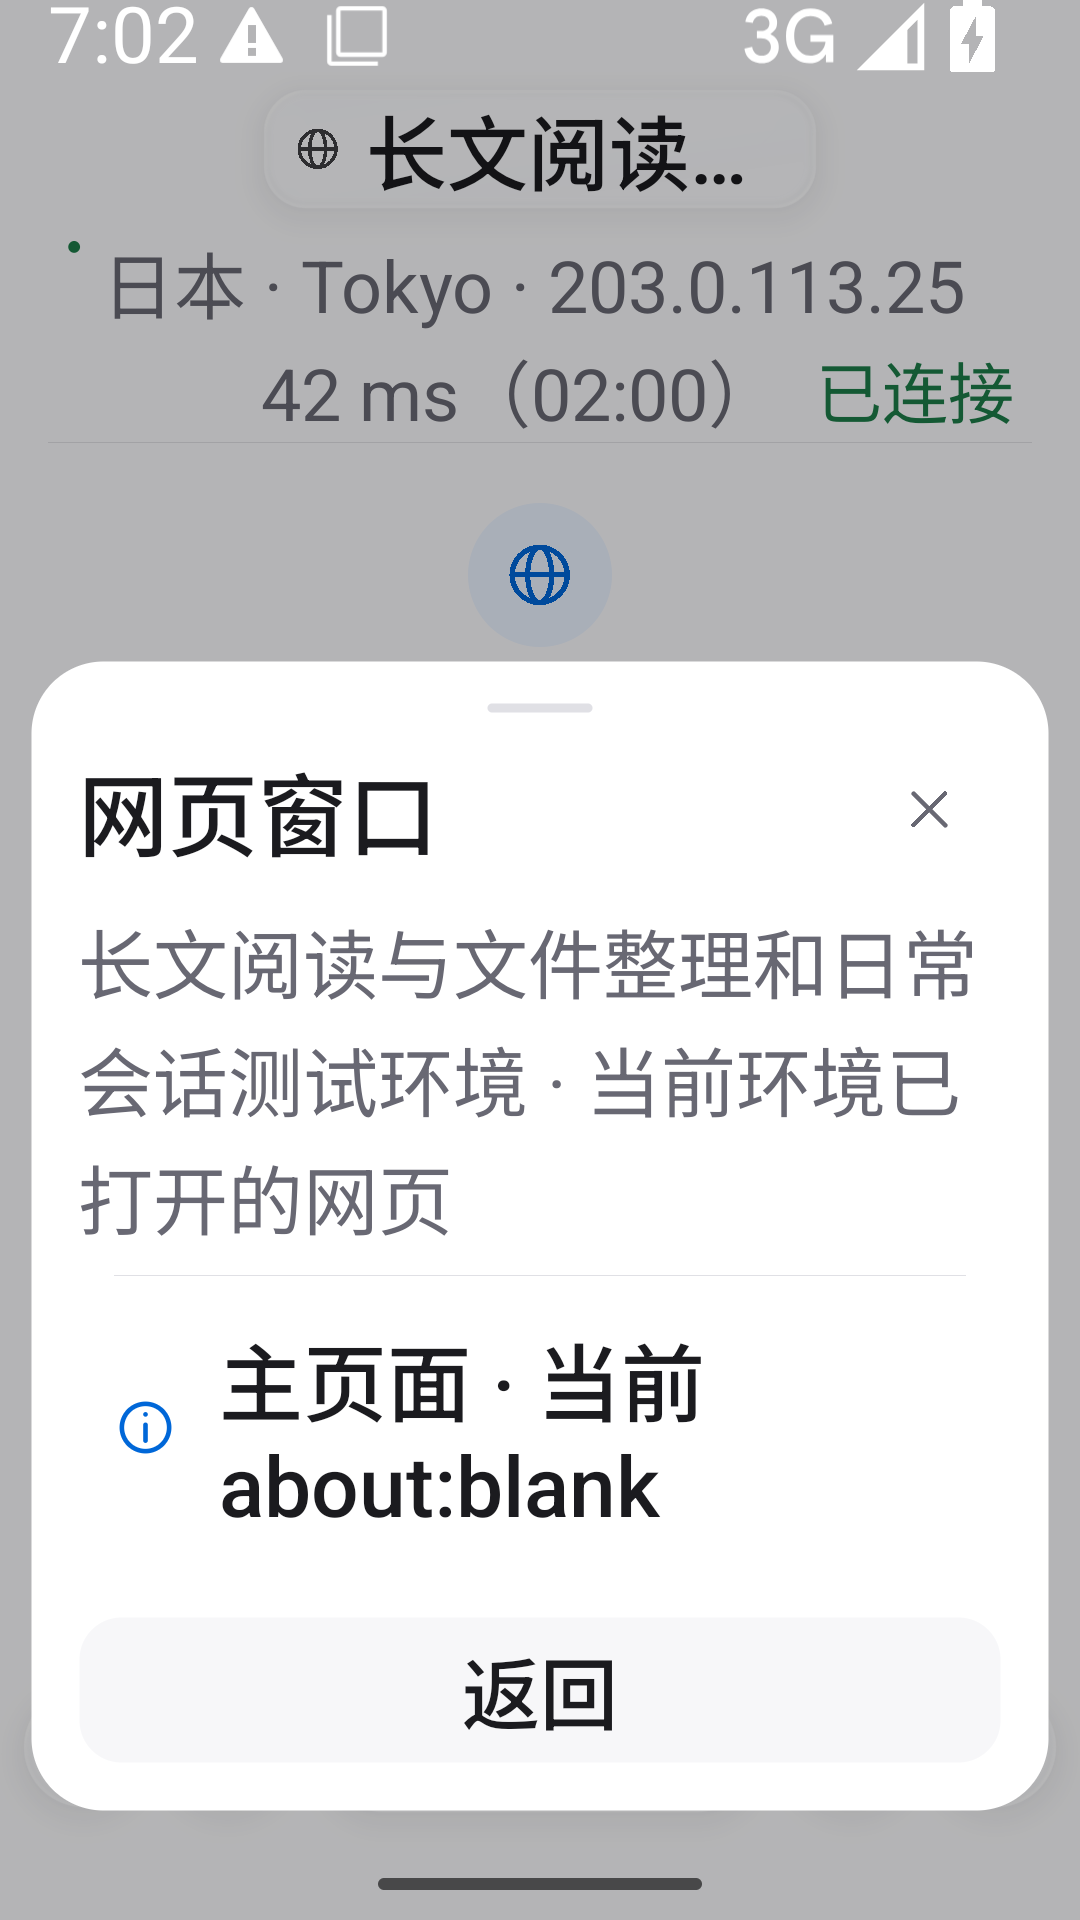 7:02
3G
长文阅读...
日本 · Tokyo · 203.0.113.25
42 ms（02:00） 已连接
网页窗口
长文阅读与文件整理和日常
会话测试环境 · 当前环境已
打开的网页
主页面 · 当前
about:blank
返回